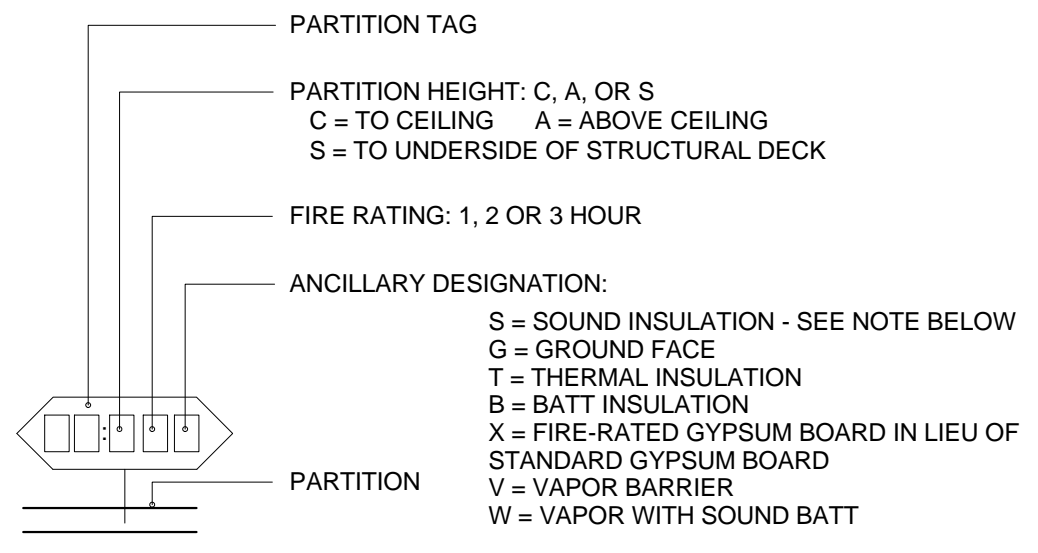 PARTITION TAG
PARTITION HEIGHT: C, A, OR S
C = TO CEILING A = ABOVE CEILING
S = TO UNDERSIDE OF STRUCTURAL DECK
FIRE RATING: 1, 2 OR 3 HOUR
ANCILLARY DESIGNATION:
S = SOUND INSULATION - SEE NOTE BELOW
G = GROUND FACE
T = THERMAL INSULATION
B = BATT INSULATION
X = FIRE-RATED GYPSUM BOARD IN LIEU OF
STANDARD GYPSUM BOARD
V = VAPOR BARRIER
W = VAPOR WITH SOUND BATT
:
PARTITION